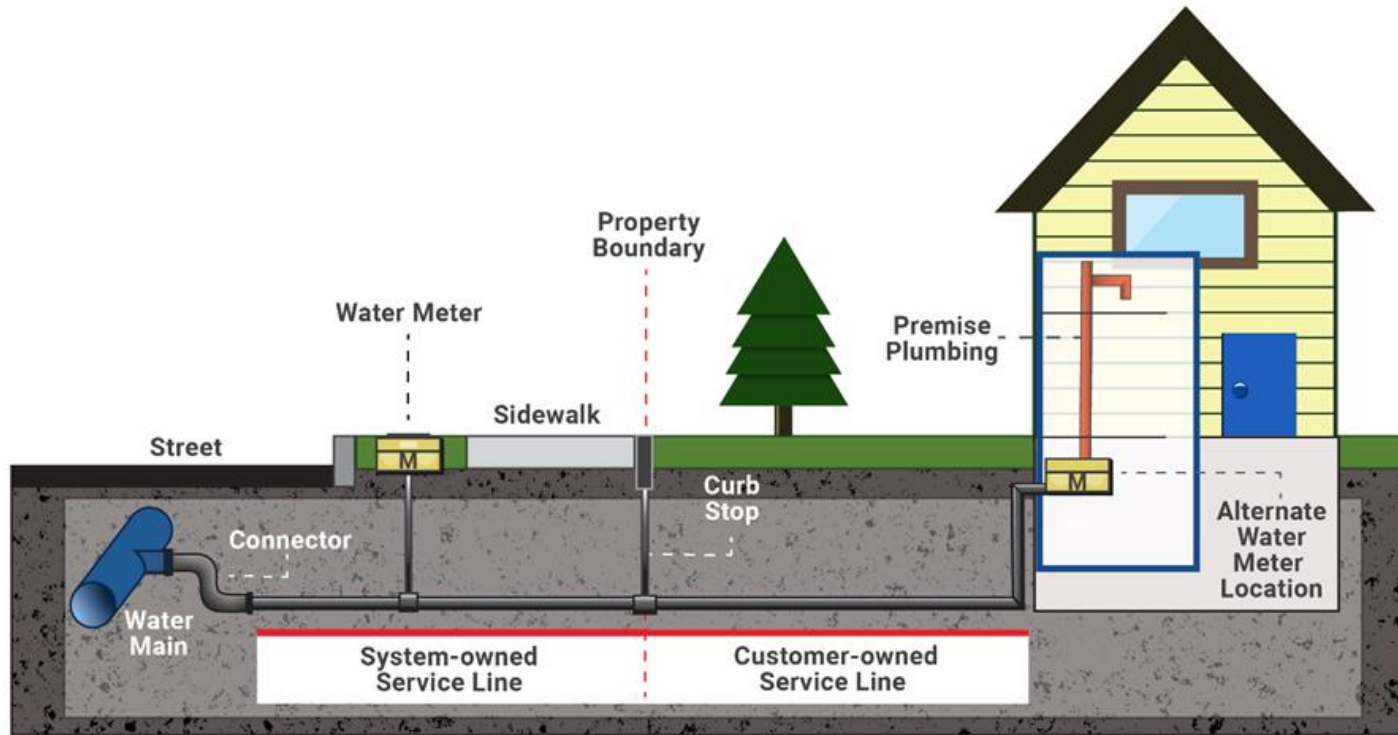 Property
Boundary
Water Meter
Premise
Plumbing
Sidewalk
Street
M
M
Curb
Stop
Connector
Alternate
Water
Meter
Location
Water
Main
System-owned
Service Line
Customer-owned
Service Line